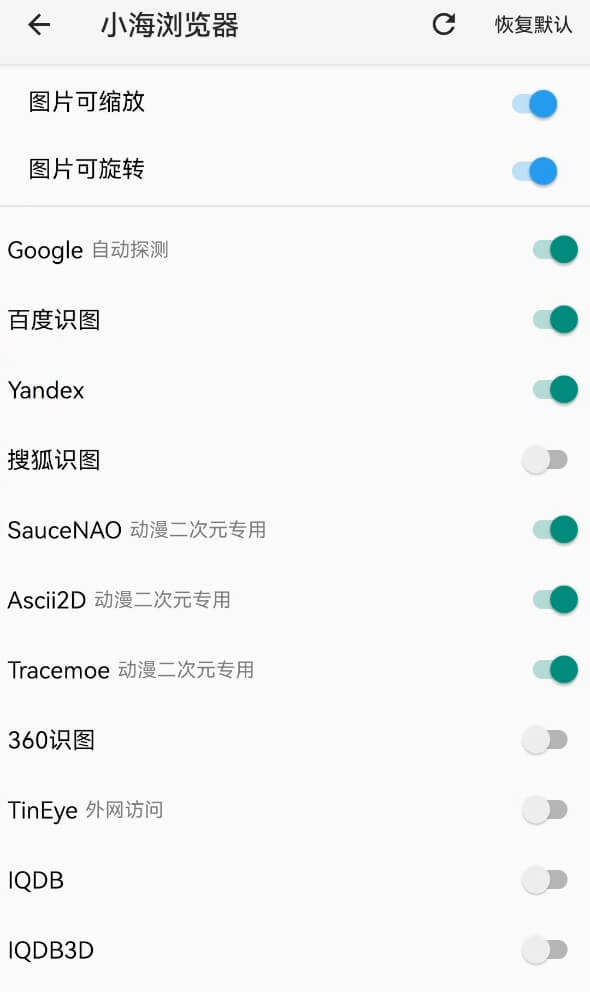 小海浏览器 恢复默认
图片可缩放
图片可旋转
Google 自动探测
百度识图
Yandex
搜狐识图
SauceNAO 动漫二次元专用
Ascii2D 动漫二次元专用
Tracemoe 动漫二次元专用
360识图
TinEye 外网访问
IQDB
IQDB3D